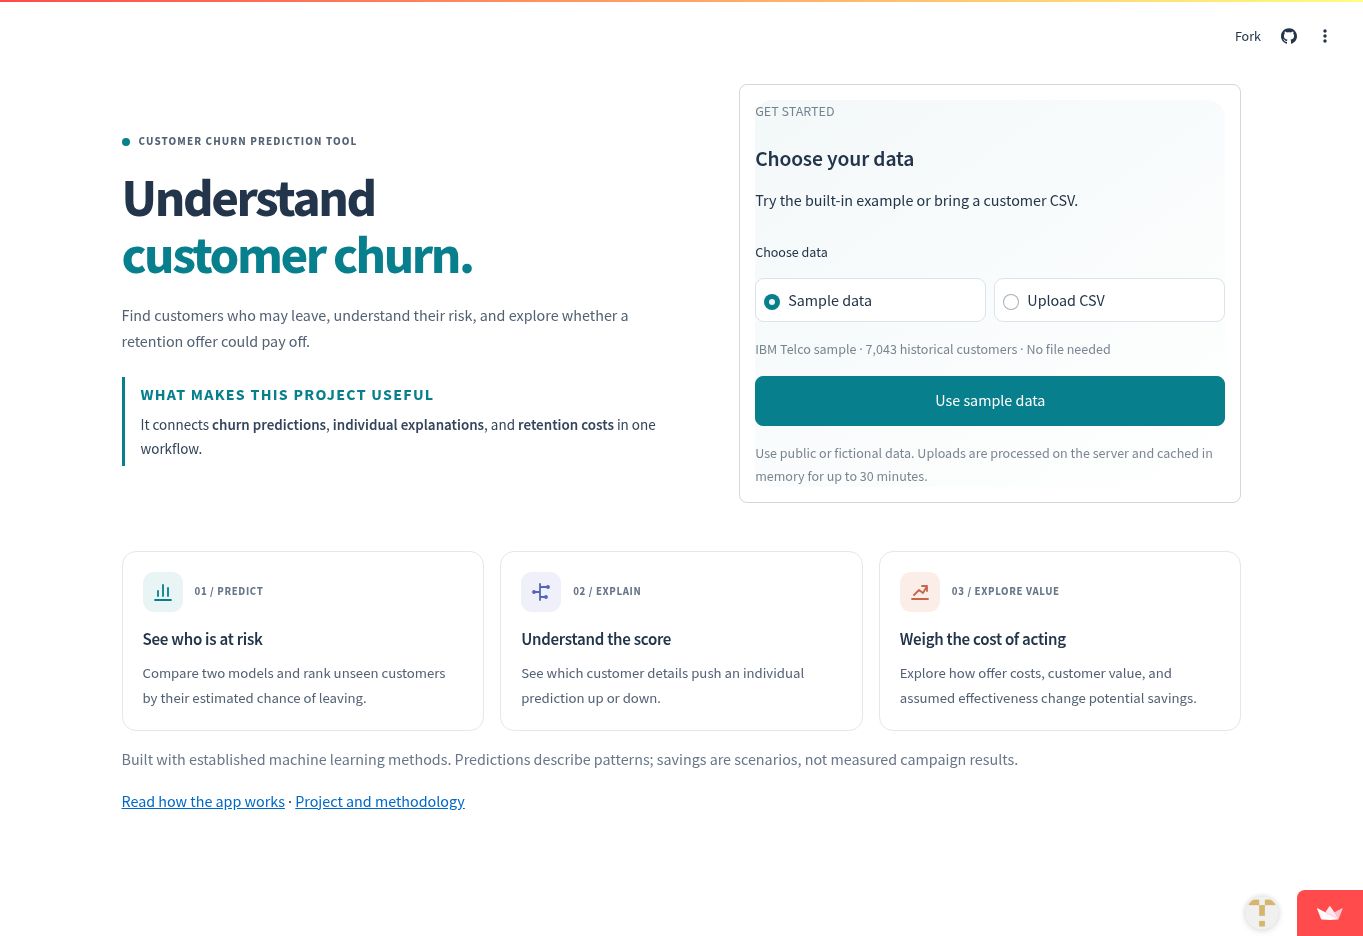 Fork
CUSTOMER CHURN PREDICTION TOOL
Understand
customer churn.
Find customers who may leave, understand their risk, and explore whether a
retention offer could pay off.
WHAT MAKES THIS PROJECT USEFUL
It connects churn predictions, individual explanations, and retention costs in one
workflow.
GET STARTED
Choose your data
Try the built-in example or bring a customer CSV.
Choose data
Sample data
Upload CSV
IBM Telco sample · 7,043 historical customers · No file needed
Use sample data
Use public or fictional data. Uploads are processed on the server and cached in
memory for up to 30 minutes.
01 / PREDICT
See who is at risk
Compare two models and rank unseen customers
by their estimated chance of leaving.
02 / EXPLAIN
Understand the score
See which customer details push an individual
prediction up or down.
03 / EXPLORE VALUE
Weigh the cost of acting
Explore how offer costs, customer value, and
assumed effectiveness change potential savings.
Built with established machine learning methods. Predictions describe patterns; savings are scenarios, not measured campaign results.
Read how the app works · Project and methodology